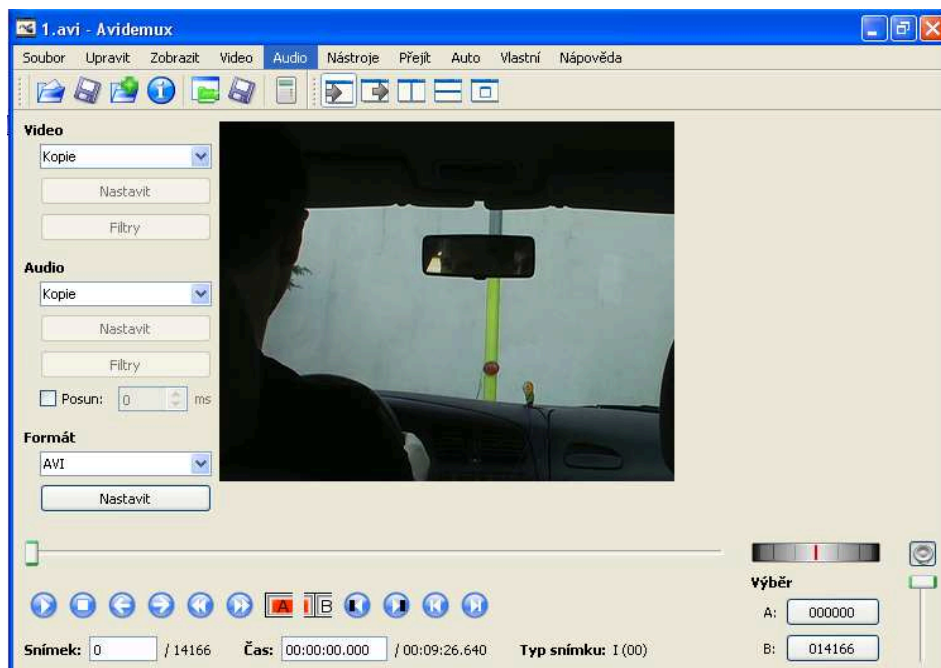 1.avi - Avidemux
Soubor Upravit Zobrazit Video Audio Nástroje Přejít Auto Vlastní Nápověda
Video
Kopie
Nastavit
Filtry
Audio
Kopie
Nastavit
Filtry
Posun: 0 ms
Formát
AVI
Nastavit
Výběr
A B
A: 000000
Snímek: 0 / 14166 Čas: 00:00:00.000 / 00:09:26.640 Typ snímku: I (00)
B: 014166